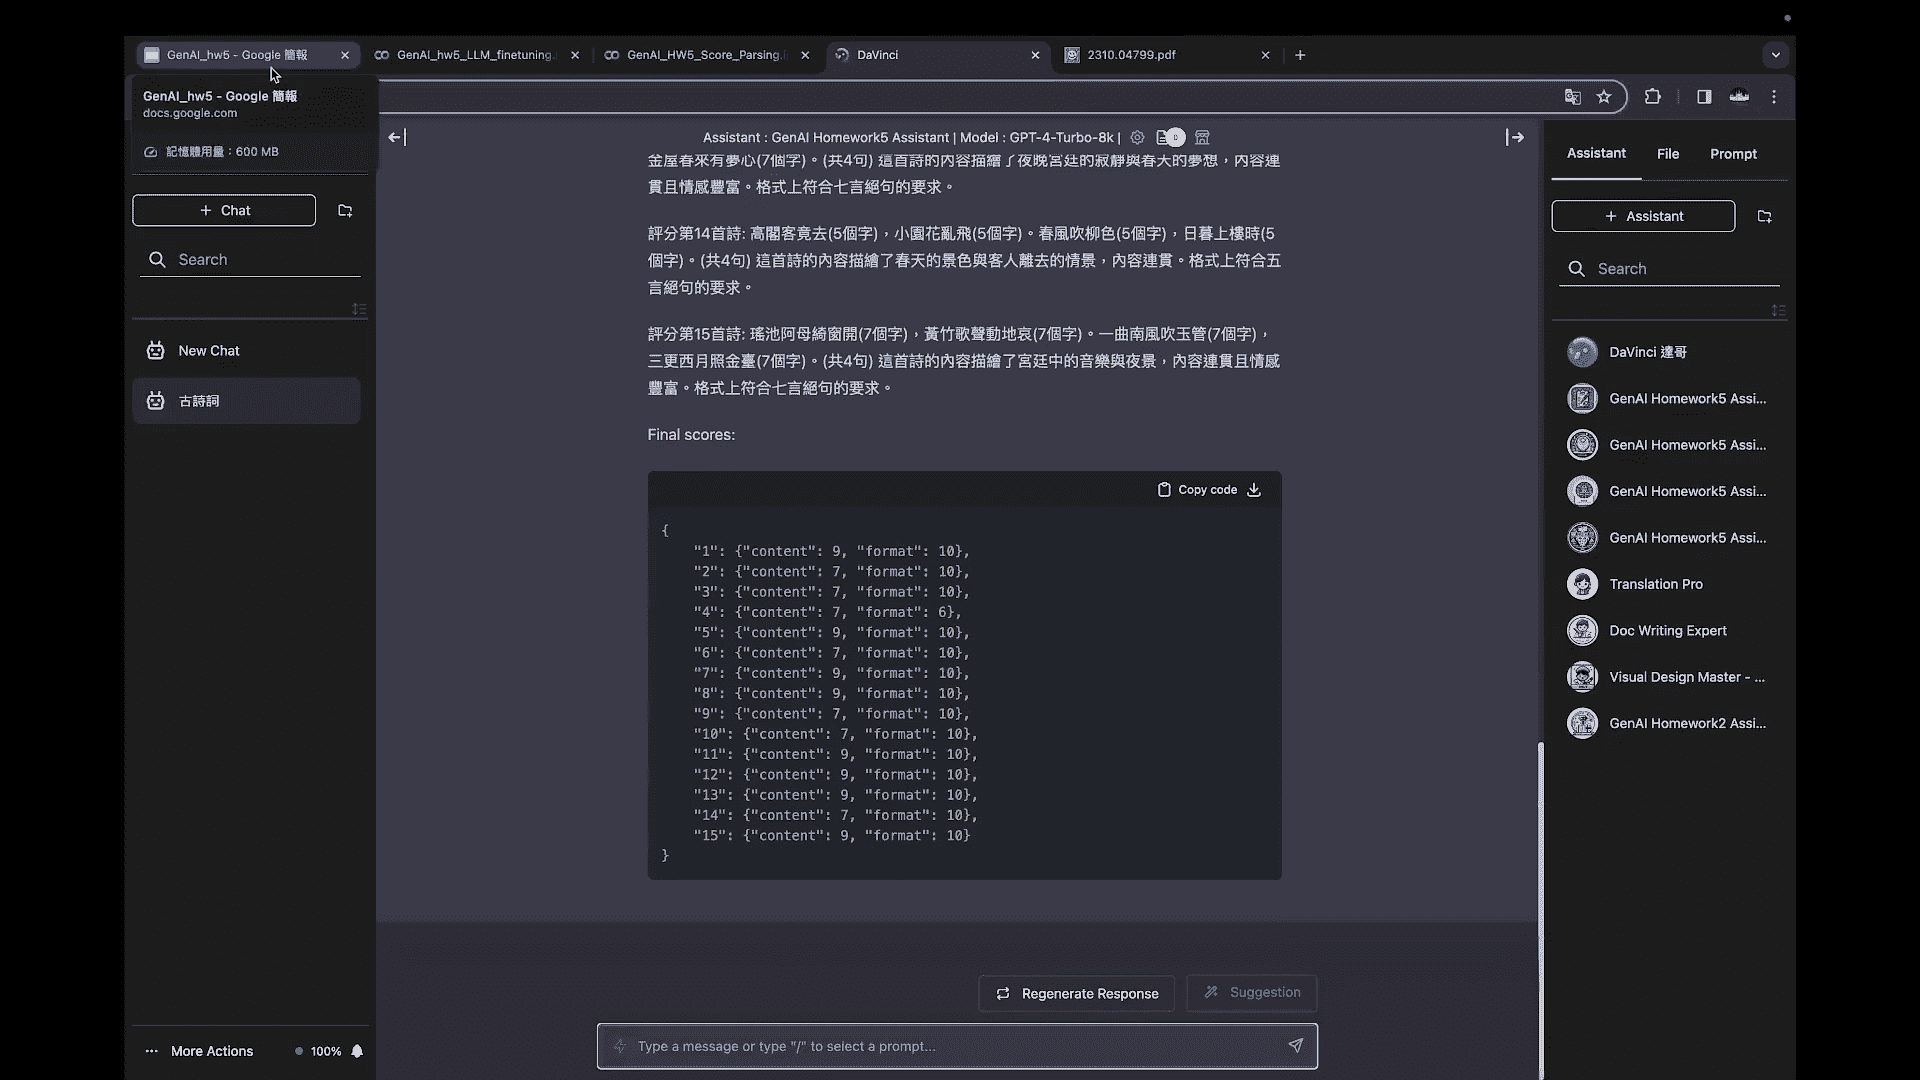 GenAI_hw5 - Google 簡報
GenAI_hw5_LLM_finetuning.
GenAI_HW5_Score_Parsing.i
DaVinci
2310.04799.pdf
GenAI_hw5 - Google 簡報
docs.google.com
記憶體用量：600 MB
Chat
Search
New Chat
古詩詞
More Actions
100%
Assistant : GenAI Homework5 Assistant | Model : GPT-4-Turbo-8k |
0
金屋春來有夢心(7個字)。(共4句) 這首詩的內容描繪了夜晚宮廷的寂靜與春天的夢想，內容連
貫且情感豐富。格式上符合七言絕句的要求。
評分第14首詩: 高閣客竟去(5個字)，小園花亂飛(5個字)。春風吹柳色(5個字)，日暮上樓時(5
個字)。(共4句) 這首詩的內容描繪了春天的景色與客人離去的情景，內容連貫。格式上符合五
言絕句的要求。
評分第15首詩: 瑤池阿母綺窗開(7個字)，黃竹歌聲動地哀(7個字)。一曲南風吹玉管(7個字)，
三更西月照金臺(7個字)。(共4句) 這首詩的內容描繪了宮廷中的音樂與夜景，內容連貫且情感
豐富。格式上符合七言絕句的要求。
Final scores:
Copy code
{
"1": {"content": 9, "format": 10},
"2": {"content": 7, "format": 10},
"3": {"content": 7, "format": 10},
"4": {"content": 7, "format": 6},
"5": {"content": 9, "format": 10},
"6": {"content": 7, "format": 10},
"7": {"content": 9, "format": 10},
"8": {"content": 9, "format": 10},
"9": {"content": 7, "format": 10},
"10": {"content": 7, "format": 10},
"11": {"content": 9, "format": 10},
"12": {"content": 9, "format": 10},
"13": {"content": 9, "format": 10},
"14": {"content": 7, "format": 10},
"15": {"content": 9, "format": 10}
}
Regenerate Response
Suggestion
Type a message or type "/" to select a prompt...
Assistant
File
Prompt
Assistant
Search
DaVinci 達哥
GenAI Homework5 Assi...
GenAI Homework5 Assi...
GenAI Homework5 Assi...
GenAI Homework5 Assi...
Translation Pro
Doc Writing Expert
Visual Design Master - ...
GenAI Homework2 Assi...